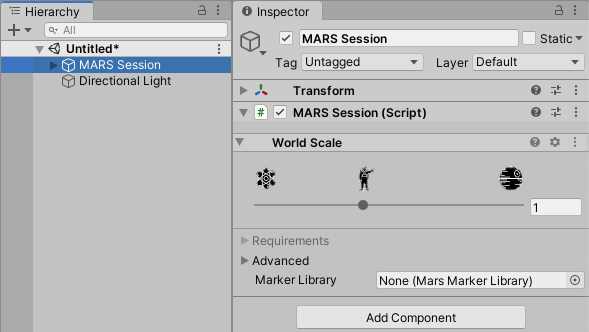 Hierarchy
All
Untitled*
MARS Session
Directional Light
Inspector
MARS Session
Static
Tag Untagged Layer Default
Transform
# MARS Session (Script)
World Scale
1
Requirements
Advanced
Marker Library None (Mars Marker Library)
Add Component